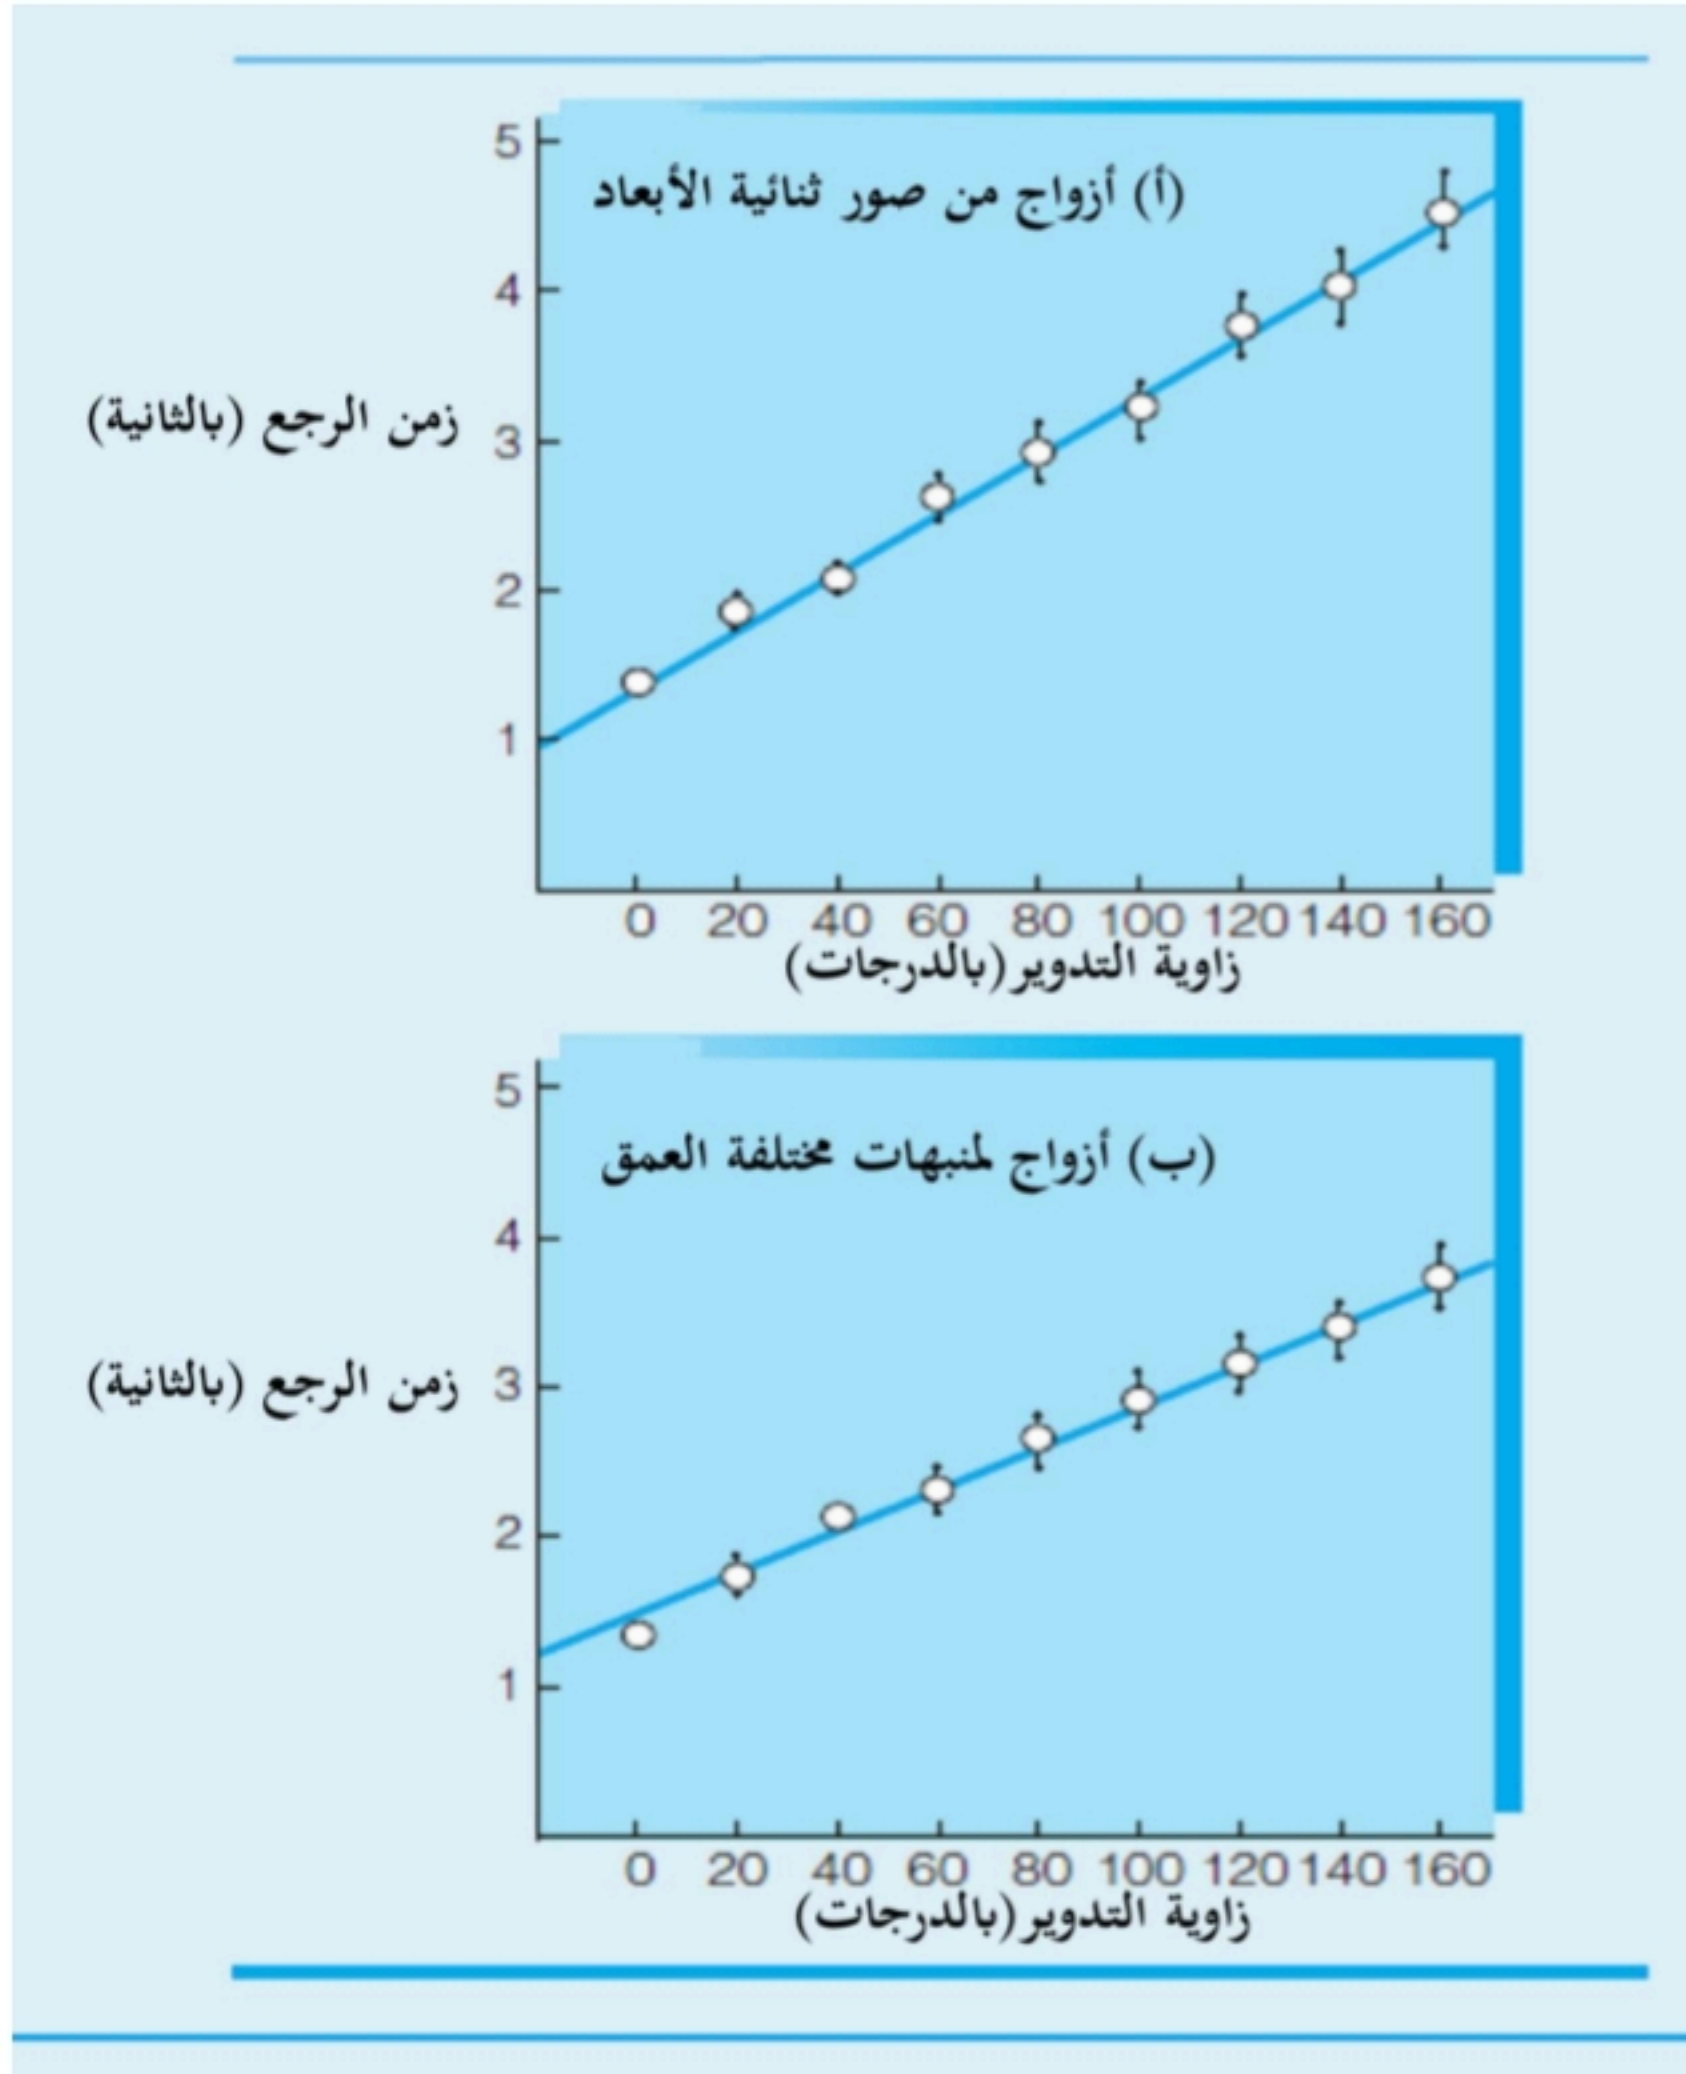 (أ) أزواج من صور ثنائية الأبعاد
5
4
3
2
1
زمن الرجع (بالثانية)
0 20 40 60 80 100 120 140 160
زاوية التدوير (بالدرجات)
(ب) أزواج لمنبهات مختلفة العمق
5
4
3
2
1
زمن الرجع (بالثانية)
0 20 40 60 80 100 120 140 160
زاوية التدوير (بالدرجات)